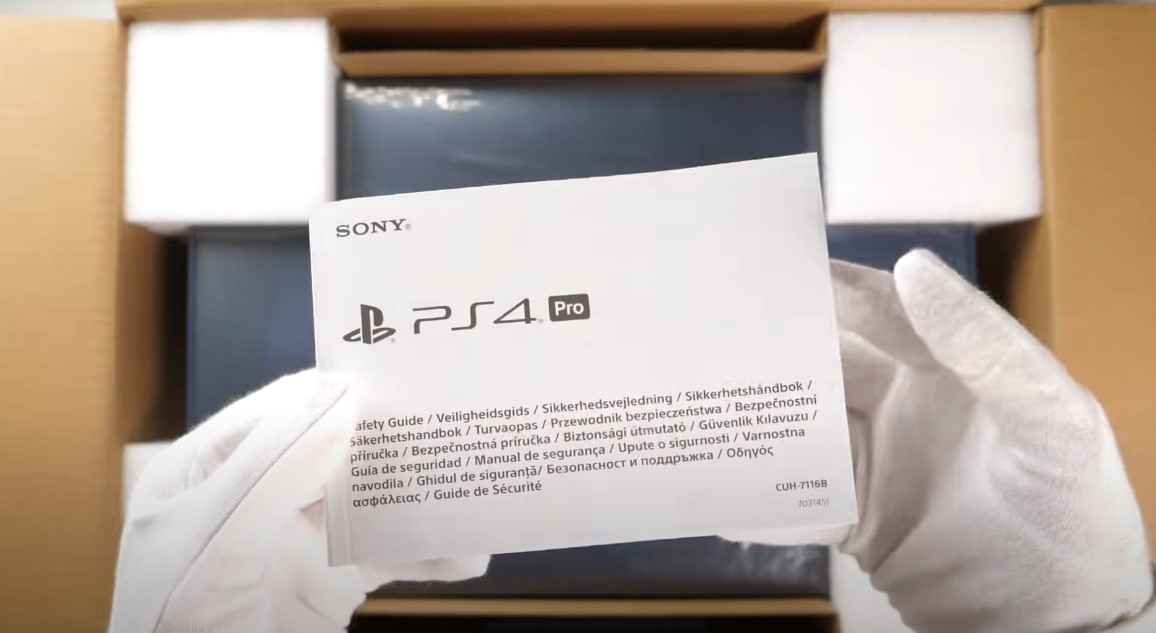 SONY®
PS4® Pro
afety Guide / Veiligheidsgids / Sikkerhedsvejledning / Sikkerhetshåndbok /
Säkerhetshandbok / Turvaopas / Przewodnik bezpieczeństwa / Bezpečnostní
příručka / Bezpečnostná príručka / Biztonsági útmutató / Güvenlik Kılavuzu /
Guía de seguridad / Manual de segurança / Upute o sigurnosti / Varnostna
navodila / Ghidul de siguranță/ Безопасност и поддръжка / Οδηγός
ασφάλειας / Guide de Sécurité
CUH-7116B
7031451